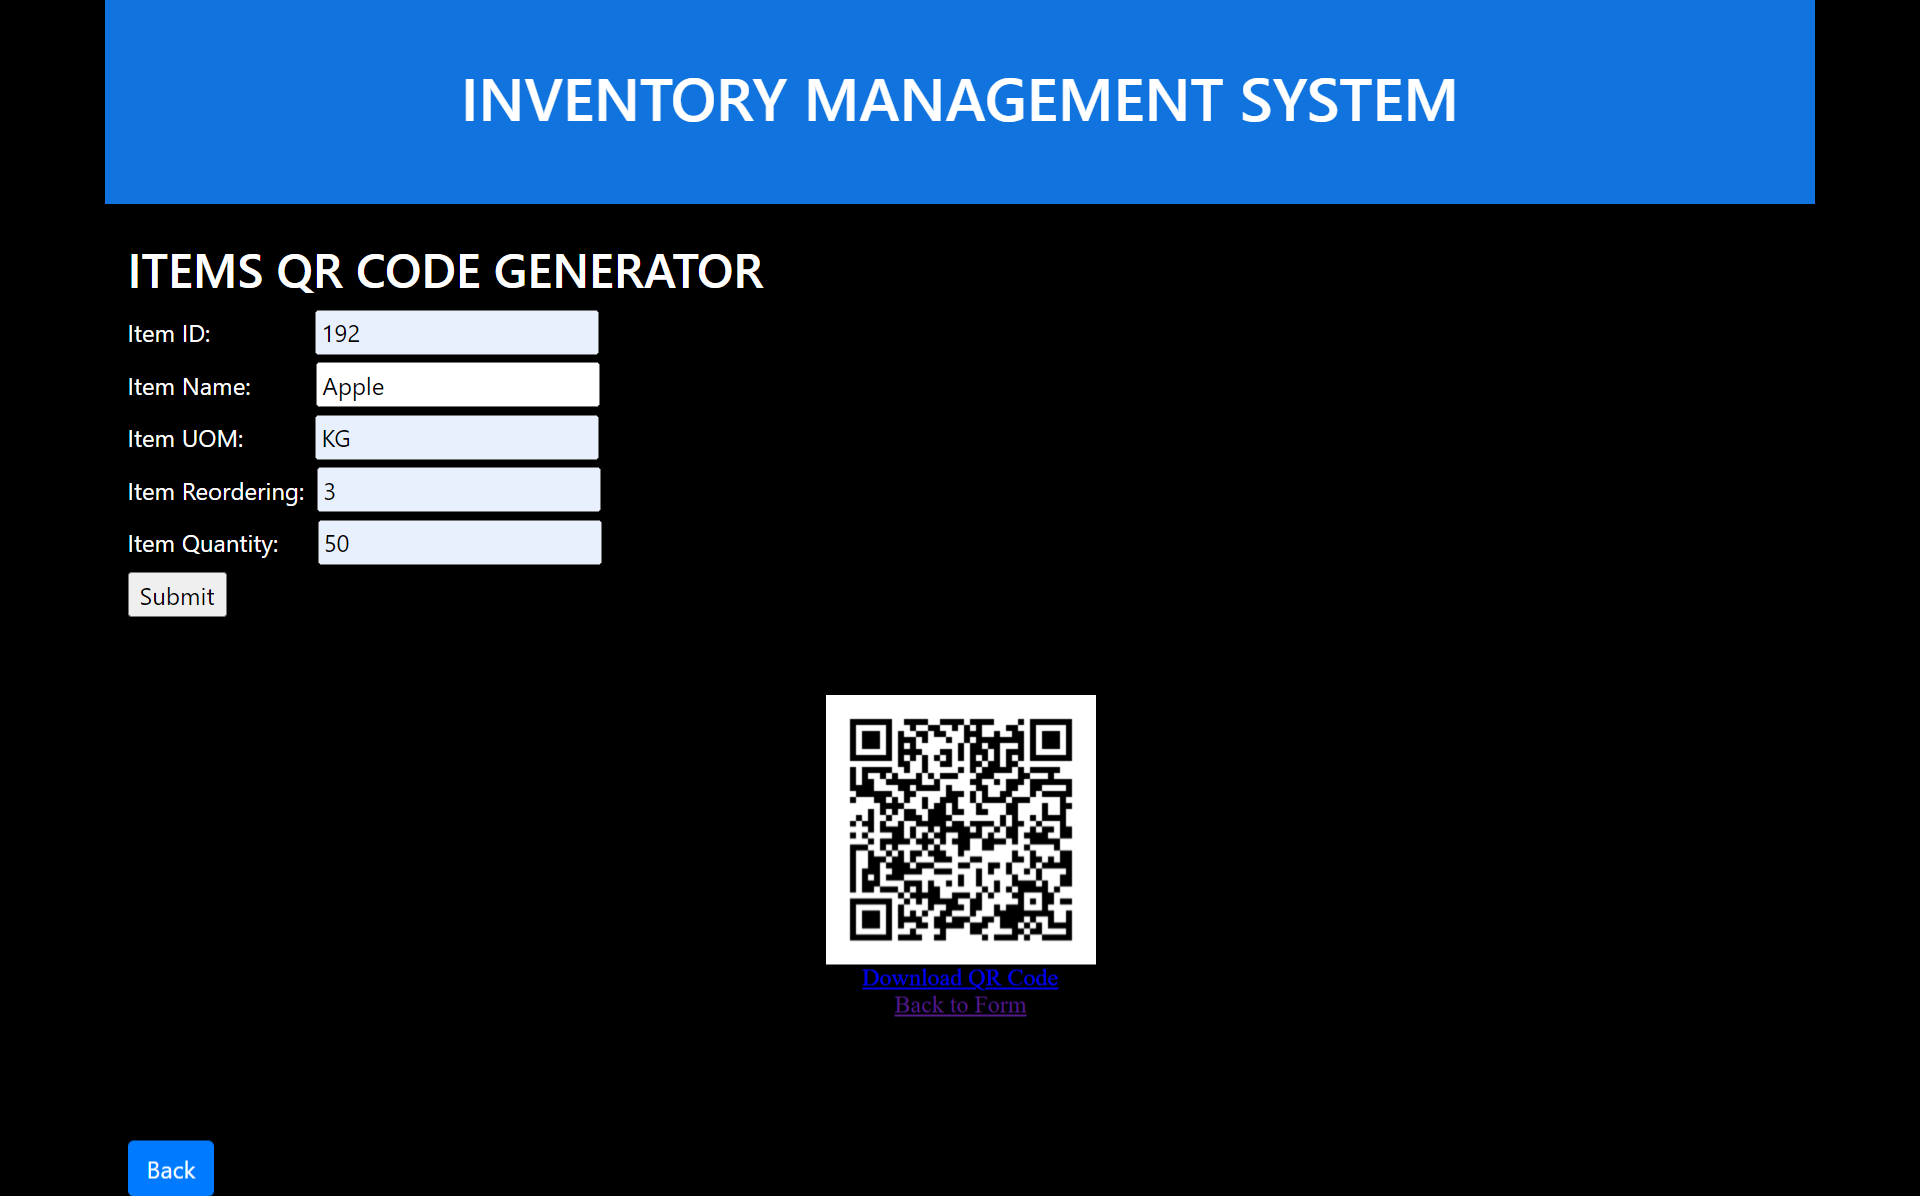 INVENTORY MANAGEMENT SYSTEM
ITEMS QR CODE GENERATOR
Item ID: 192
Item Name: Apple
Item UOM: KG
Item Reordering: 3
Item Quantity: 50
Submit
Download QR Code
Back to Form
Back